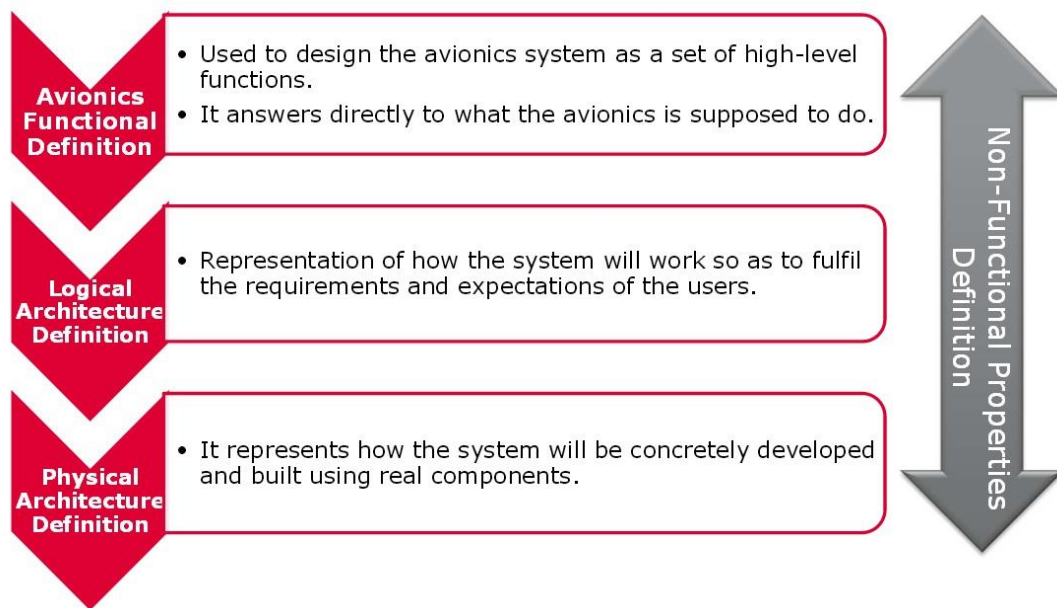 Avionics
Functional
Definition
• Used to design the avionics system as a set of high-level
functions.
• It answers directly to what the avionics is supposed to do.
Logical
Architecture
Definition
• Representation of how the system will work so as to fulfil
the requirements and expectations of the users.
Physical
Architecture
Definition
• It represents how the system will be concretely developed
and built using real components.
Non-Functional Properties
Definition